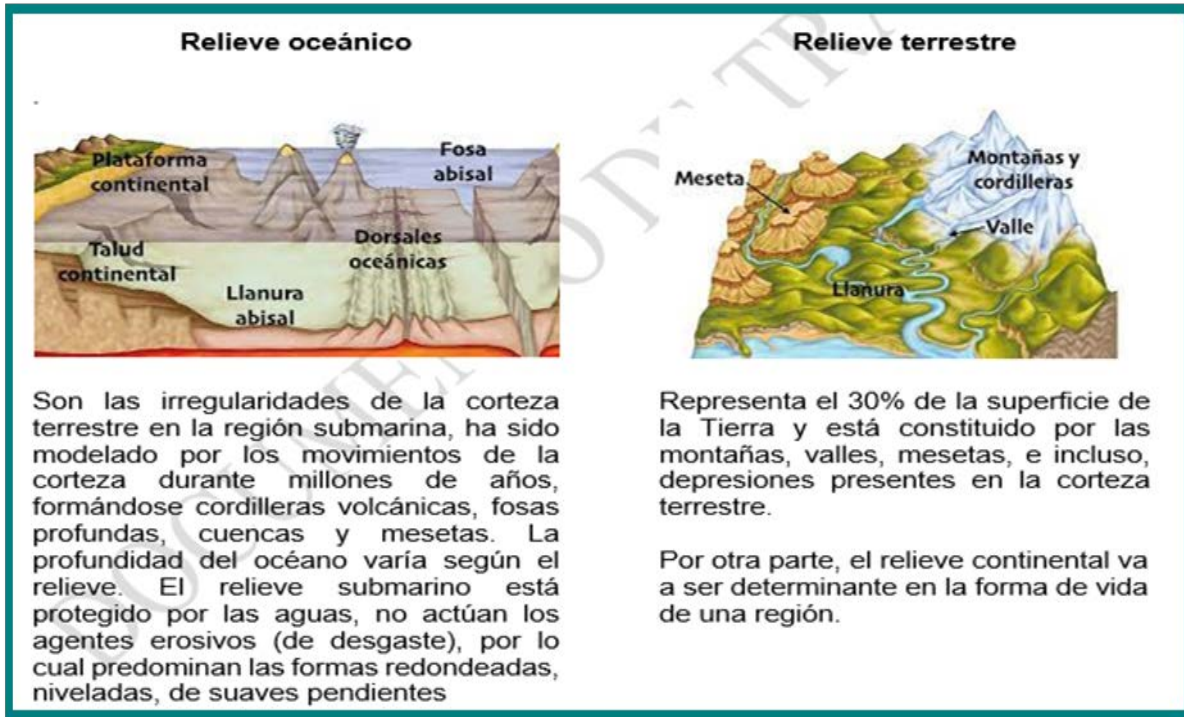 Relieve oceánico
Plataforma
continental
Fosa
abisal
Talud
continental
Dorsales
oceánicas
Llanura
abisal
Son las irregularidades de la corteza
terrestre en la región submarina, ha sido
modelado por los movimientos de la
corteza durante millones de años,
formándose cordilleras volcánicas, fosas
profundas, cuencas y mesetas. La
profundidad del océano varía según el
relieve. El relieve submarino está
protegido por las aguas, no actúan los
agentes erosivos (de desgaste), por lo
cual predominan las formas redondeadas,
niveladas, de suaves pendientes
Relieve terrestre
Meseta
Montañas y
cordilleras
Valle
Llanura
Representa el 30% de la superficie de
la Tierra y está constituido por las
montañas, valles, mesetas, e incluso,
depresiones presentes en la corteza
terrestre.
Por otra parte, el relieve continental va
a ser determinante en la forma de vida
de una región.